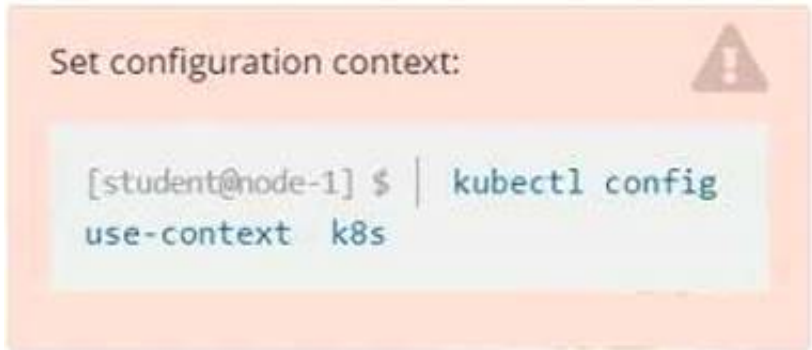 Set configuration context:
[student@node-1] $ | kubectl config
use-context k8s